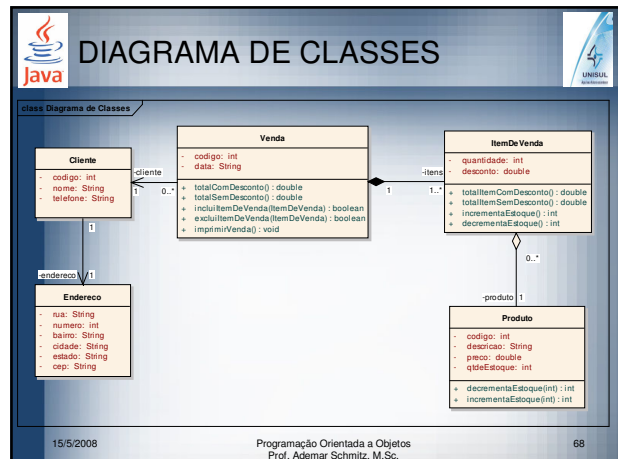 Java
DIAGRAMA DE CLASSES
UNISUL
class Diagrama de Classes
Cliente
- codigo: int
- nome: String
- telefone: String
-cliente
1
0..*
Venda
- codigo: int
- data: String
+ totalComDesconto() : double
+ totalSemDesconto() : double
+ incluiItemDeVenda(ItemDeVenda) : boolean
+ excluiItemDeVenda(ItemDeVenda) : boolean
+ imprimirVenda() : void
1
-itens
1..*
ItemDeVenda
- quantidade: int
- desconto: double
+ totalItemComDesconto() : double
+ totalItemSemDesconto() : double
+ incrementaEstoque() : int
+ decrementaEstoque() : int
1
-endereco
1
0..*
-produto
1
Endereco
- rua: String
- numero: int
- bairro: String
- cidade: String
- estado: String
- cep: String
Produto
- codigo: int
- descricao: String
- preco: double
- qtdeEstoque: int
+ decrementaEstoque(int) : int
+ incrementaEstoque(int) : int
15/5/2008
Programação Orientada a Objetos
Prof. Ademar Schmitz, M.Sc.
68